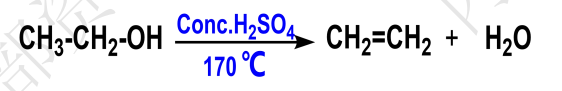 CH₃-CH₂-OH Conc.H₂SO₄ 170 ℃ CH₂=CH₂ + H₂O